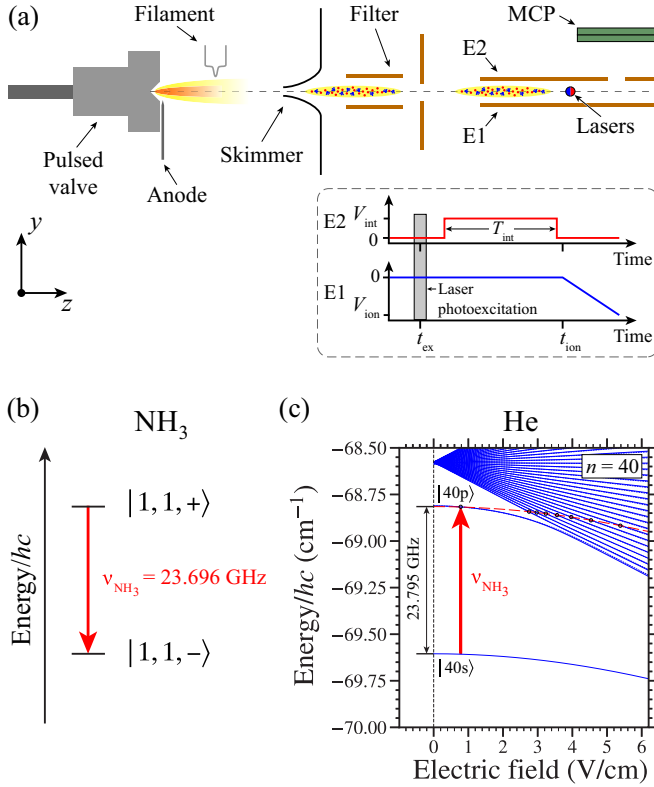 (a)
Filament
Filter
MCP
E2
Pulsed
valve
Anode
Skimmer
E1
Lasers
y
z
E2
V_int
0
T_int
Time
E1
0
V_ion
Laser
photoexcitation
Time
t_ex
t_ion
(b)
NH₃
Energy/hc
|1, 1, +⟩
ν_NH₃ = 23.696 GHz
|1, 1, −⟩
(c)
He
Energy/hc (cm⁻¹)
−68.50
−68.75
−69.00
−69.25
−69.50
−69.75
−70.00
n = 40
|40p⟩
23.795 GHz
ν_NH₃
|40s⟩
0 1 2 3 4 5 6
Electric field (V/cm)